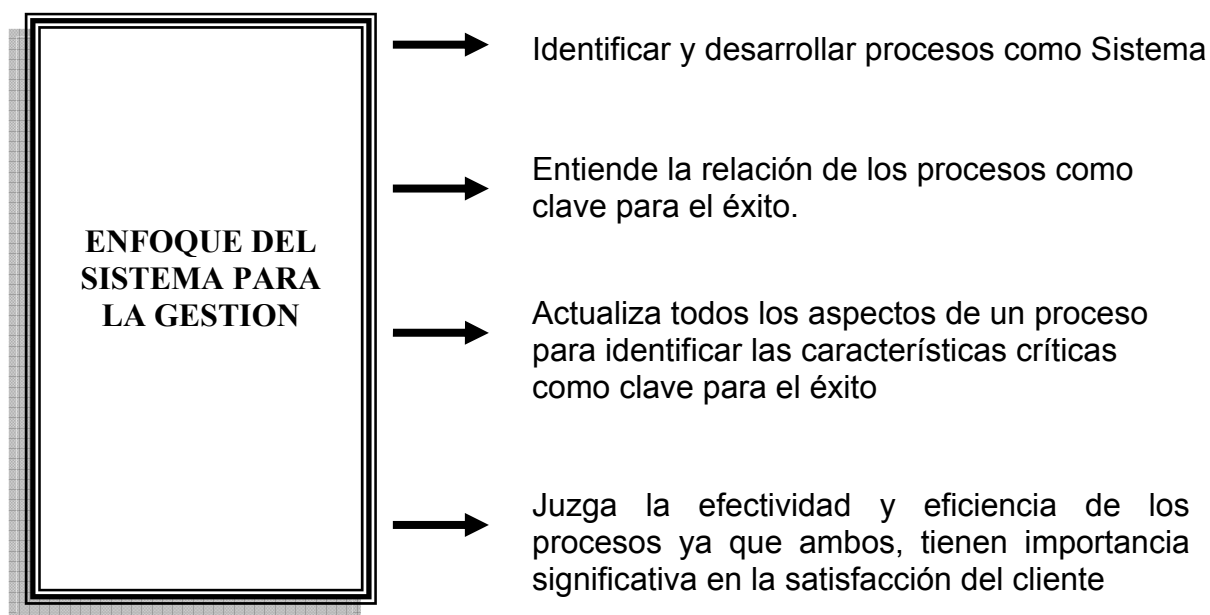 ENFOQUE DEL
SISTEMA PARA
LA GESTION
Identificar y desarrollar procesos como Sistema
Entiende la relación de los procesos como
clave para el éxito.
Actualiza todos los aspectos de un proceso
para identificar las características críticas
como clave para el éxito
Juzga la efectividad y eficiencia de los
procesos ya que ambos, tienen importancia
significativa en la satisfacción del cliente